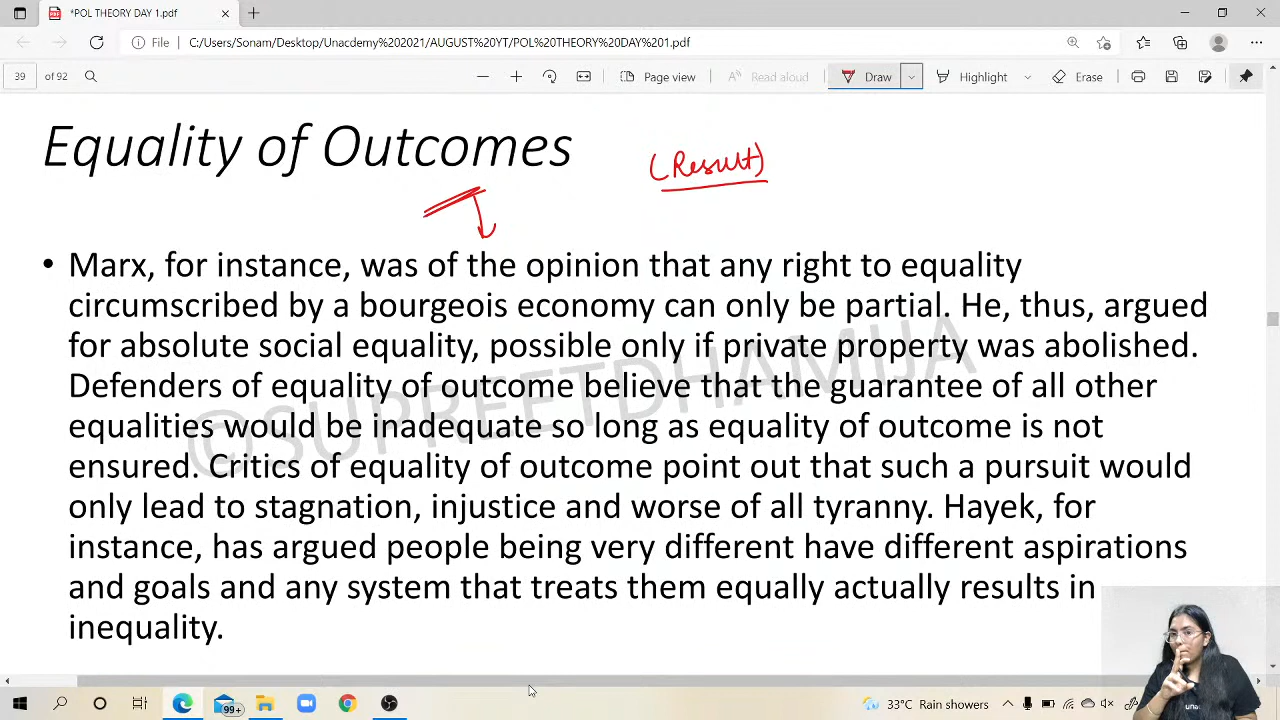 *POL THEORY DAY 1.pdf
File C:/Users/Sonam/Desktop/Unacdemy%202021/AUGUST%20YT/POL%20THEORY%20DAY%201.pdf
39 of 92 Page view Read aloud Draw Highlight Erase
Equality of Outcomes
(Result)
• Marx, for instance, was of the opinion that any right to equality
circumscribed by a bourgeois economy can only be partial. He, thus, argued
for absolute social equality, possible only if private property was abolished.
Defenders of equality of outcome believe that the guarantee of all other
equalities would be inadequate so long as equality of outcome is not
ensured. Critics of equality of outcome point out that such a pursuit would
only lead to stagnation, injustice and worse of all tyranny. Hayek, for
instance, has argued people being very different have different aspirations
and goals and any system that treats them equally actually results in
inequality.
©SUPREETDHAMIJA
99+ 33°C Rain showers